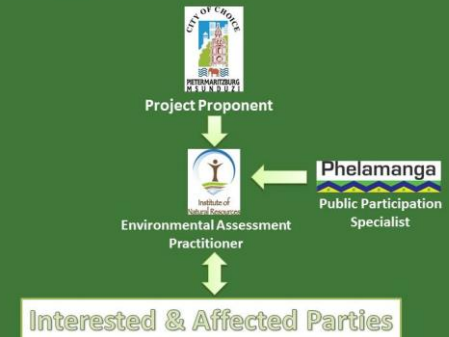 CITY OF CHOICE
PIETERMARITZBURG
MSUNDUZI
Project Proponent
Institute of
Natural Resources
Phelamanga
Environmental Assessment
Practitioner
Public Participation
Specialist
Interested & Affected Parties